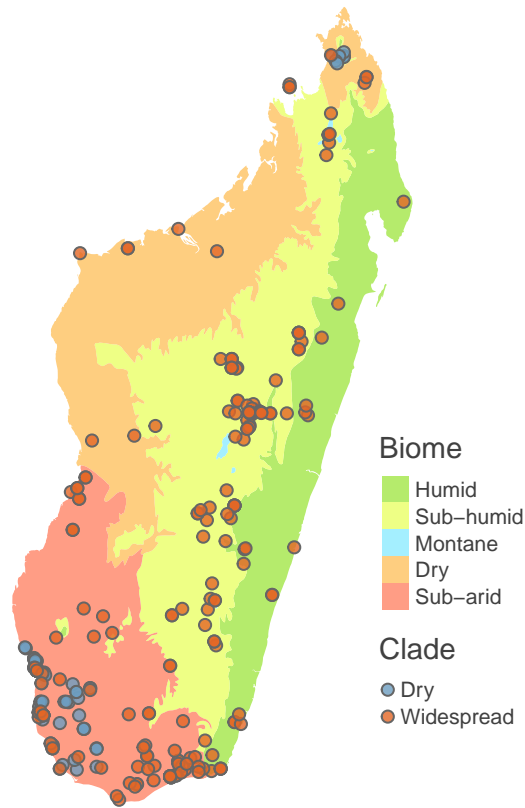 Biome
Humid
Sub−humid
Montane
Dry
Sub−arid
Clade
Dry
Widespread